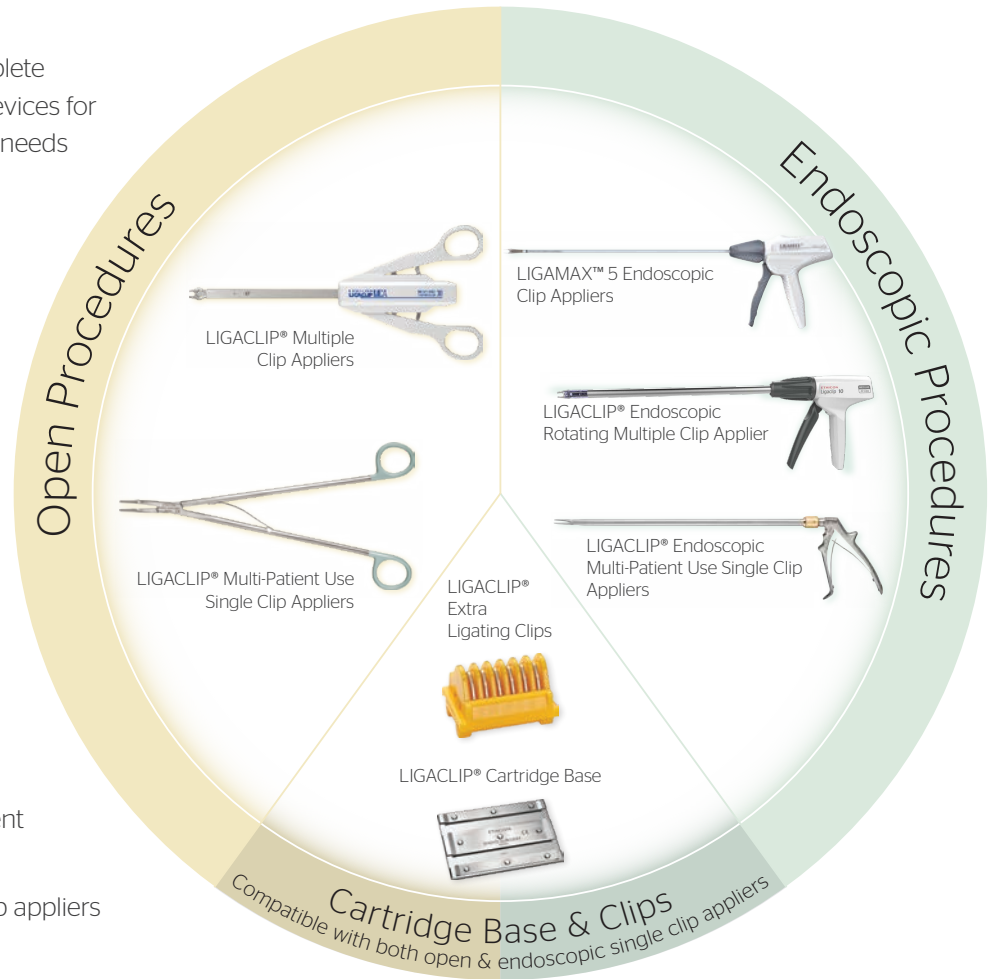 plete
evices for
needs
Open Procedures
Endoscopic Procedures
LIGACLIP® Multiple
Clip Appliers
LIGAMAX™ 5 Endoscopic
Clip Appliers
LIGACLIP® Endoscopic
Rotating Multiple Clip Applier
LIGACLIP® Multi-Patient Use
Single Clip Appliers
LIGACLIP® Endoscopic
Multi-Patient Use Single Clip
Appliers
LIGACLIP®
Extra
Ligating Clips
LIGACLIP® Cartridge Base
ent
p appliers
Cartridge Base & Clips
Compatible with both open & endoscopic single clip appliers